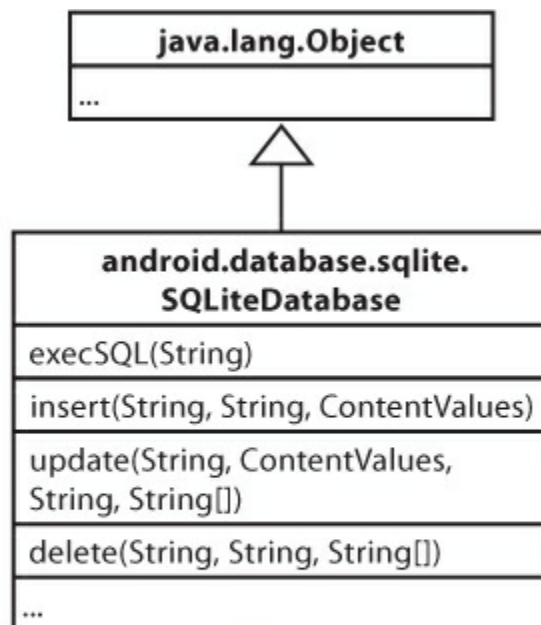 java.lang.Object
...
android.database.sqlite.
SQLiteDatabase
execSQL(String)
insert(String, String, ContentValues)
update(String, ContentValues,
String, String[])
delete(String, String, String[])
...